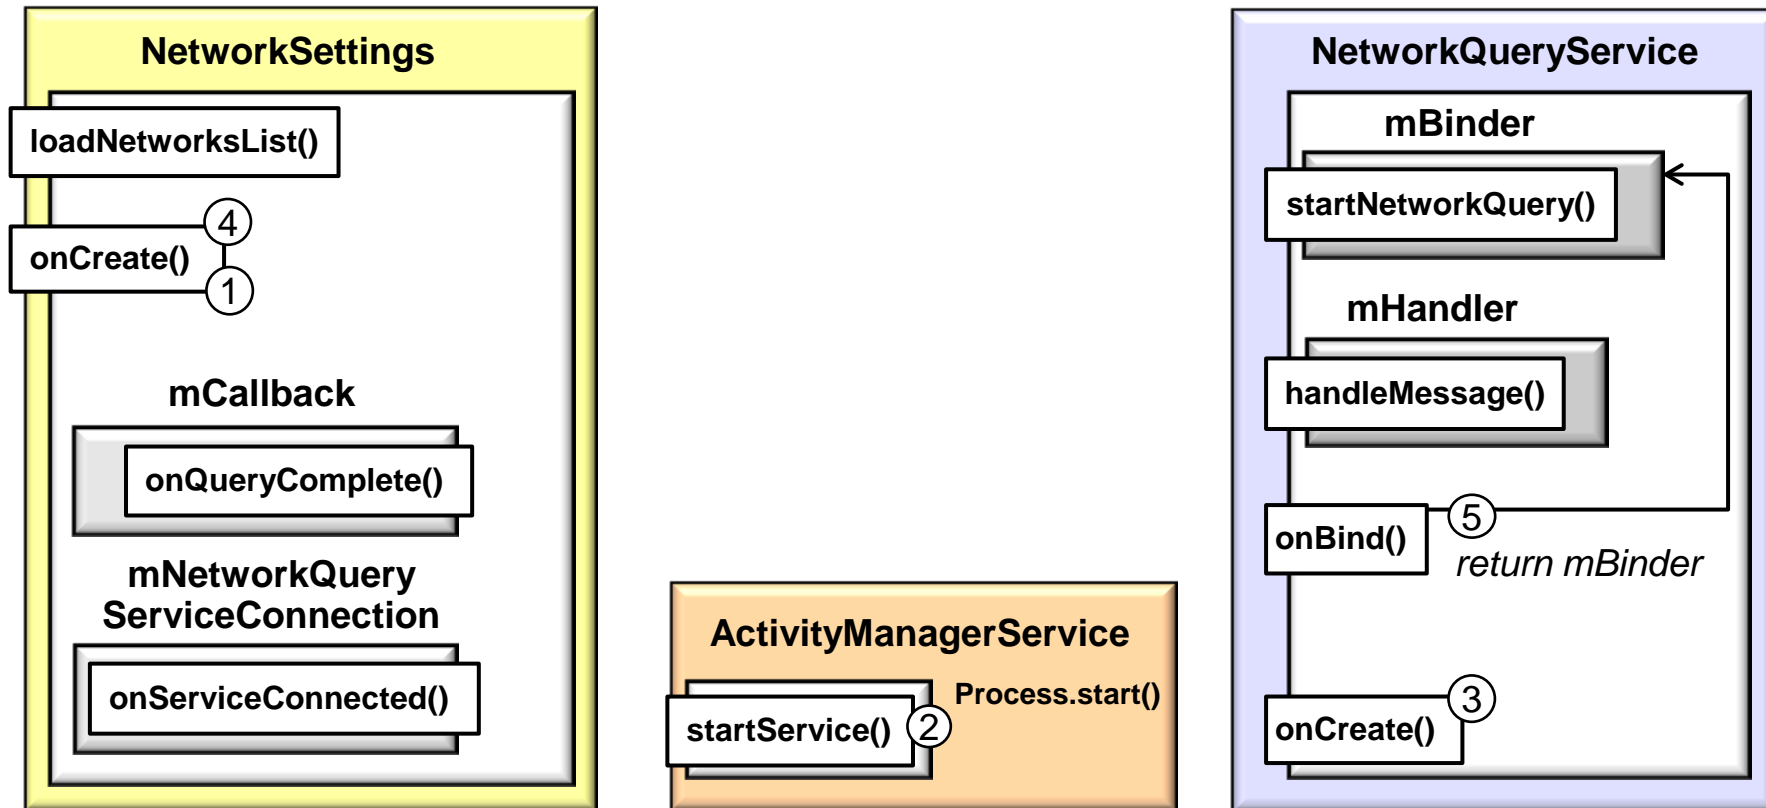 NetworkSettings
loadNetworksList()
4
onCreate()
1
mCallback
onQueryComplete()
mNetworkQuery
ServiceConnection
onServiceConnected()
ActivityManagerService
Process.start()
startService()
2
NetworkQueryService
mBinder
startNetworkQuery()
mHandler
handleMessage()
onBind()
5
return mBinder
3
onCreate()